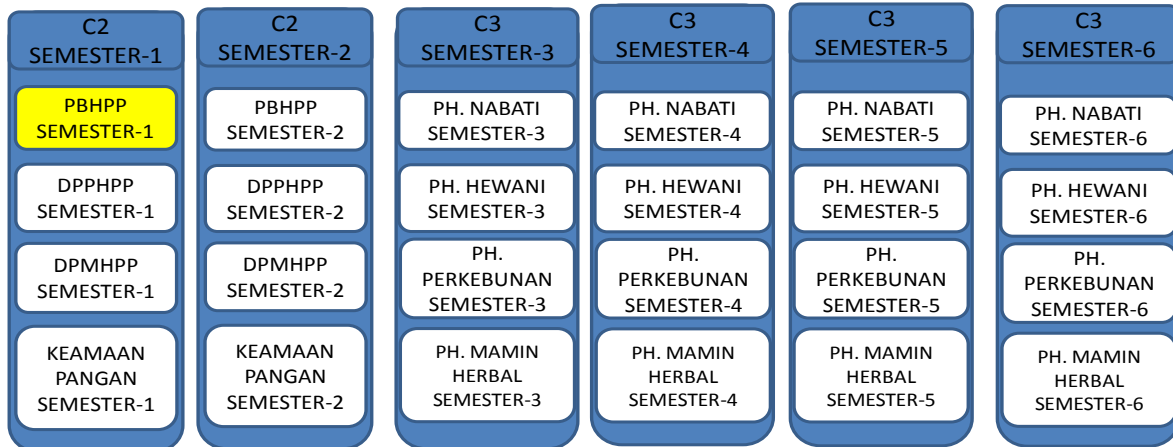 C2
SEMESTER-1
PBHPP
SEMESTER-1
DPPHPP
SEMESTER-1
DPMHPP
SEMESTER-1
KEAMAAN
PANGAN
SEMESTER-1
C2
SEMESTER-2
PBHPP
SEMESTER-2
DPPHPP
SEMESTER-2
DPMHPP
SEMESTER-2
KEAMAAN
PANGAN
SEMESTER-2
C3
SEMESTER-3
PH. NABATI
SEMESTER-3
PH. HEWANI
SEMESTER-3
PH.
PERKEBUNAN
SEMESTER-3
PH. MAMIN
HERBAL
SEMESTER-3
C3
SEMESTER-4
PH. NABATI
SEMESTER-4
PH. HEWANI
SEMESTER-4
PH.
PERKEBUNAN
SEMESTER-4
PH. MAMIN
HERBAL
SEMESTER-4
C3
SEMESTER-5
PH. NABATI
SEMESTER-5
PH. HEWANI
SEMESTER-5
PH.
PERKEBUNAN
SEMESTER-5
PH. MAMIN
HERBAL
SEMESTER-5
C3
SEMESTER-6
PH. NABATI
SEMESTER-6
PH. HEWANI
SEMESTER-6
PH.
PERKEBUNAN
SEMESTER-6
PH. MAMIN
HERBAL
SEMESTER-6